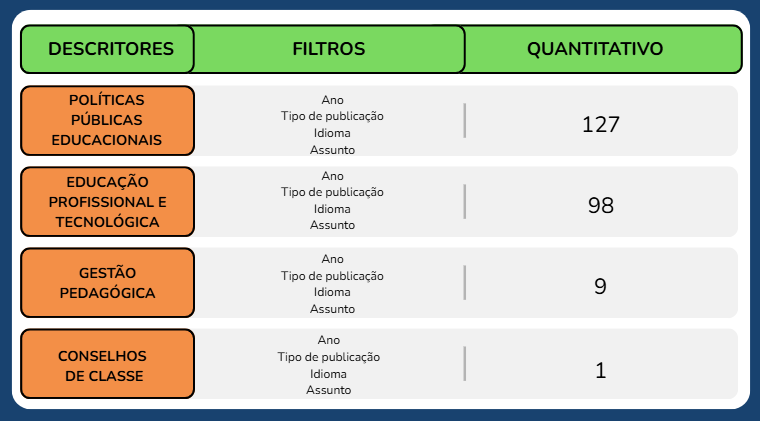 DESCRITORES FILTROS QUANTITATIVO
POLÍTICAS
PÚBLICAS
EDUCACIONAIS
Ano
Tipo de publicação
Idioma
Assunto
127
EDUCAÇÃO
PROFISSIONAL E
TECNOLÓGICA
Ano
Tipo de publicação
Idioma
Assunto
98
GESTÃO
PEDAGÓGICA
Ano
Tipo de publicação
Idioma
Assunto
9
CONSELHOS
DE CLASSE
Ano
Tipo de publicação
Idioma
Assunto
1